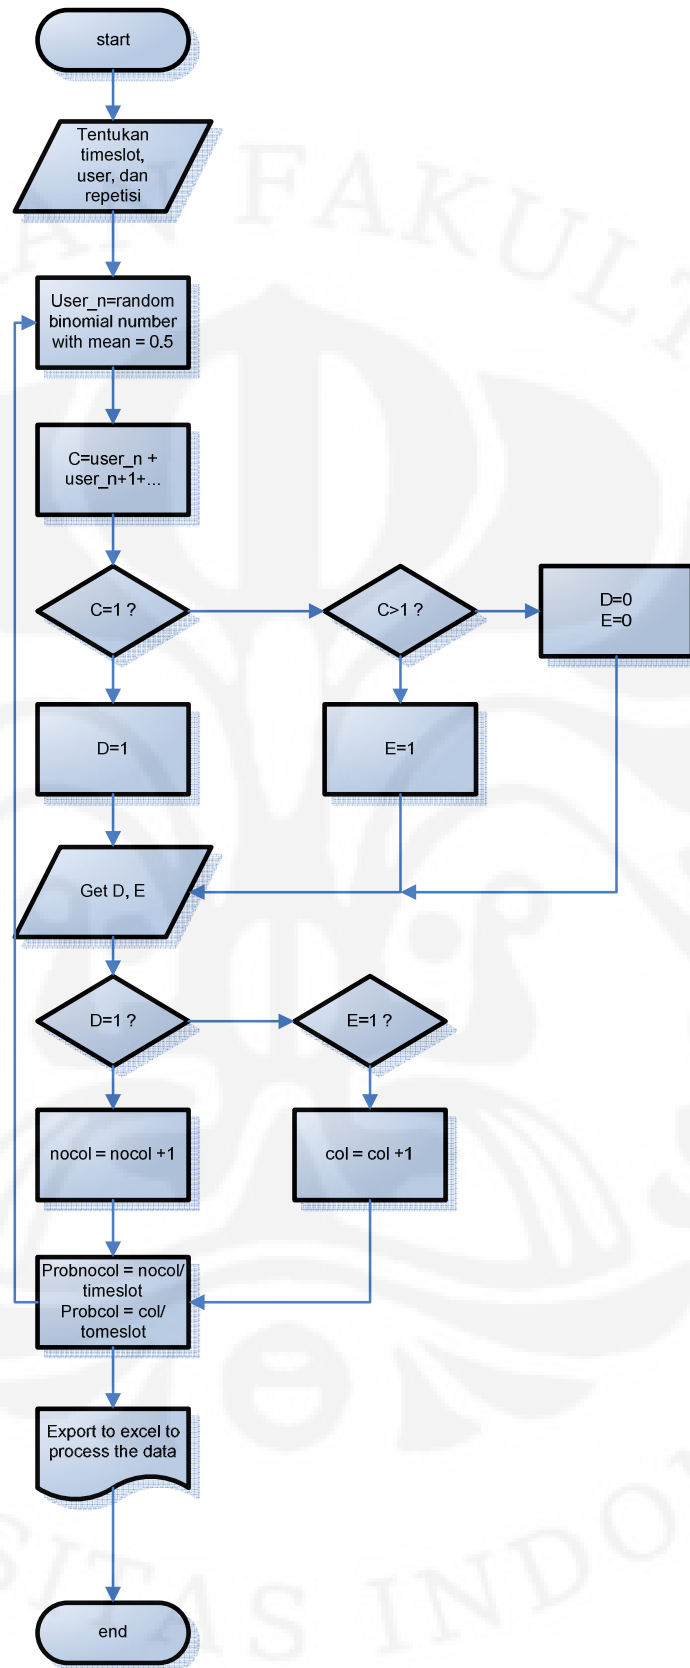 start
Tentukan
timeslot,
user, dan
repetisi
User_n=random
binomial number
with mean = 0.5
C=user_n +
user_n+1+...
C=1 ?
C>1 ?
D=0
E=0
D=1
E=1
Get D, E
D=1 ?
E=1 ?
nocol = nocol +1
col = col +1
Probnocol = nocol/
timeslot
Probcol = col/
tomeslot
Export to excel to
process the data
end